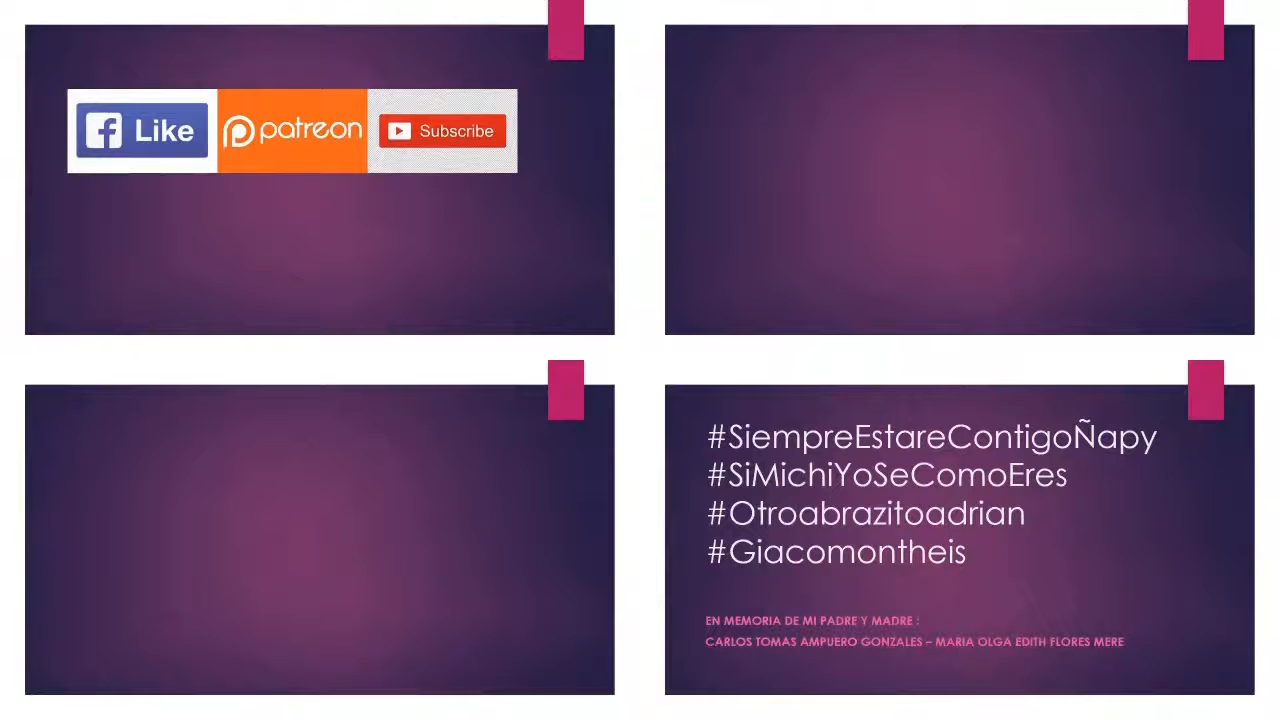 Like
patreon
Subscribe
#SiempreEstareContigoÑapy
#SiMichiYoSeComoEres
#Otroabrazitoadrian
#Giacomontheis
EN MEMORIA DE MI PADRE Y MADRE :
CARLOS TOMAS AMPUERO GONZALES – MARIA OLGA EDITH FLORES MERE